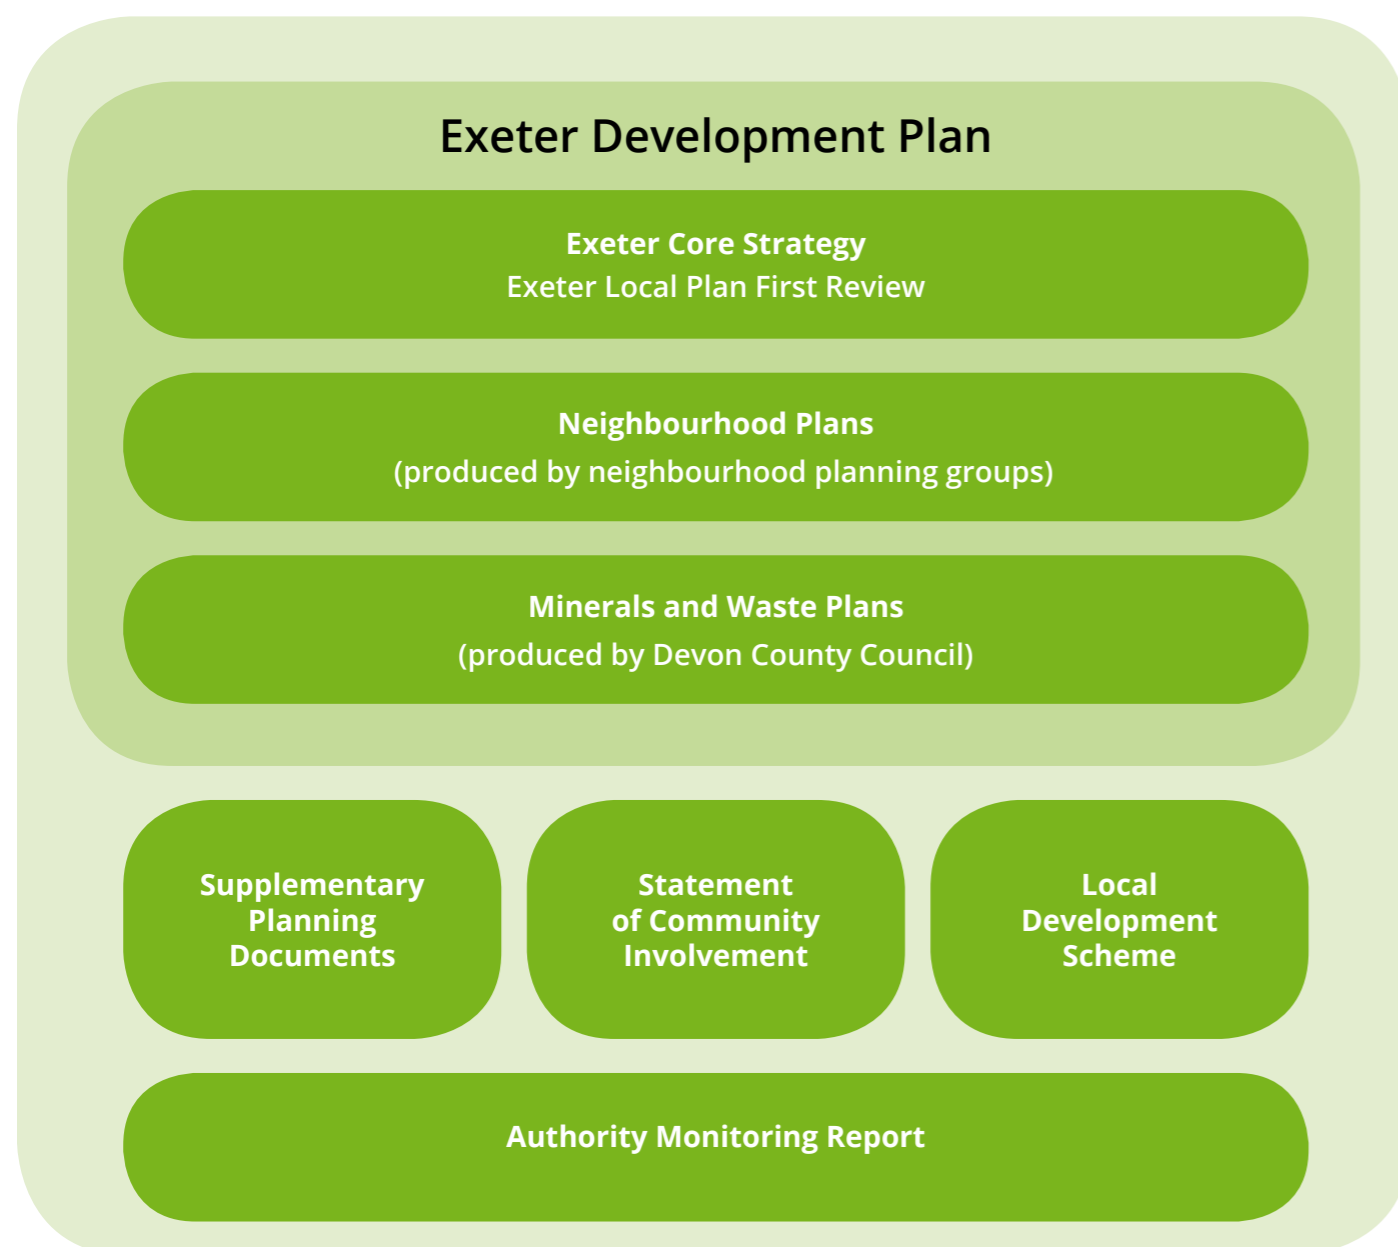 Exeter Development Plan
Exeter Core Strategy
Exeter Local Plan First Review
Neighbourhood Plans
(produced by neighbourhood planning groups)
Minerals and Waste Plans
(produced by Devon County Council)
Supplementary
Planning
Documents
Statement
of Community
Involvement
Local
Development
Scheme
Authority Monitoring Report